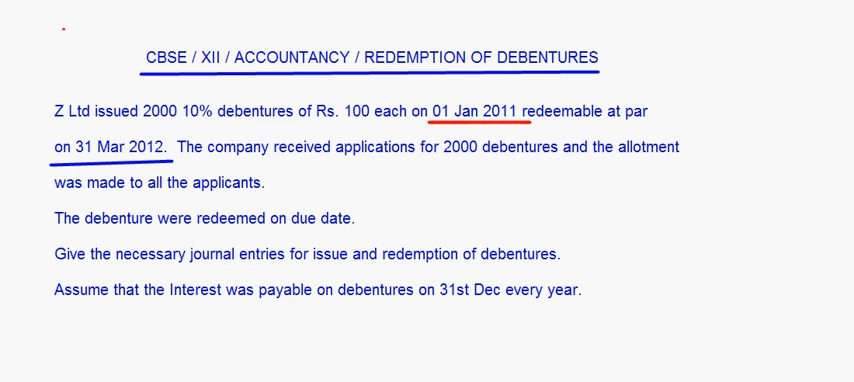 CBSE / XII / ACCOUNTANCY / REDEMPTION OF DEBENTURES
Z Ltd issued 2000 10% debentures of Rs. 100 each on 01 Jan 2011 redeemable at par
on 31 Mar 2012. The company received applications for 2000 debentures and the allotment
was made to all the applicants.
The debenture were redeemed on due date.
Give the necessary journal entries for issue and redemption of debentures.
Assume that the Interest was payable on debentures on 31st Dec every year.